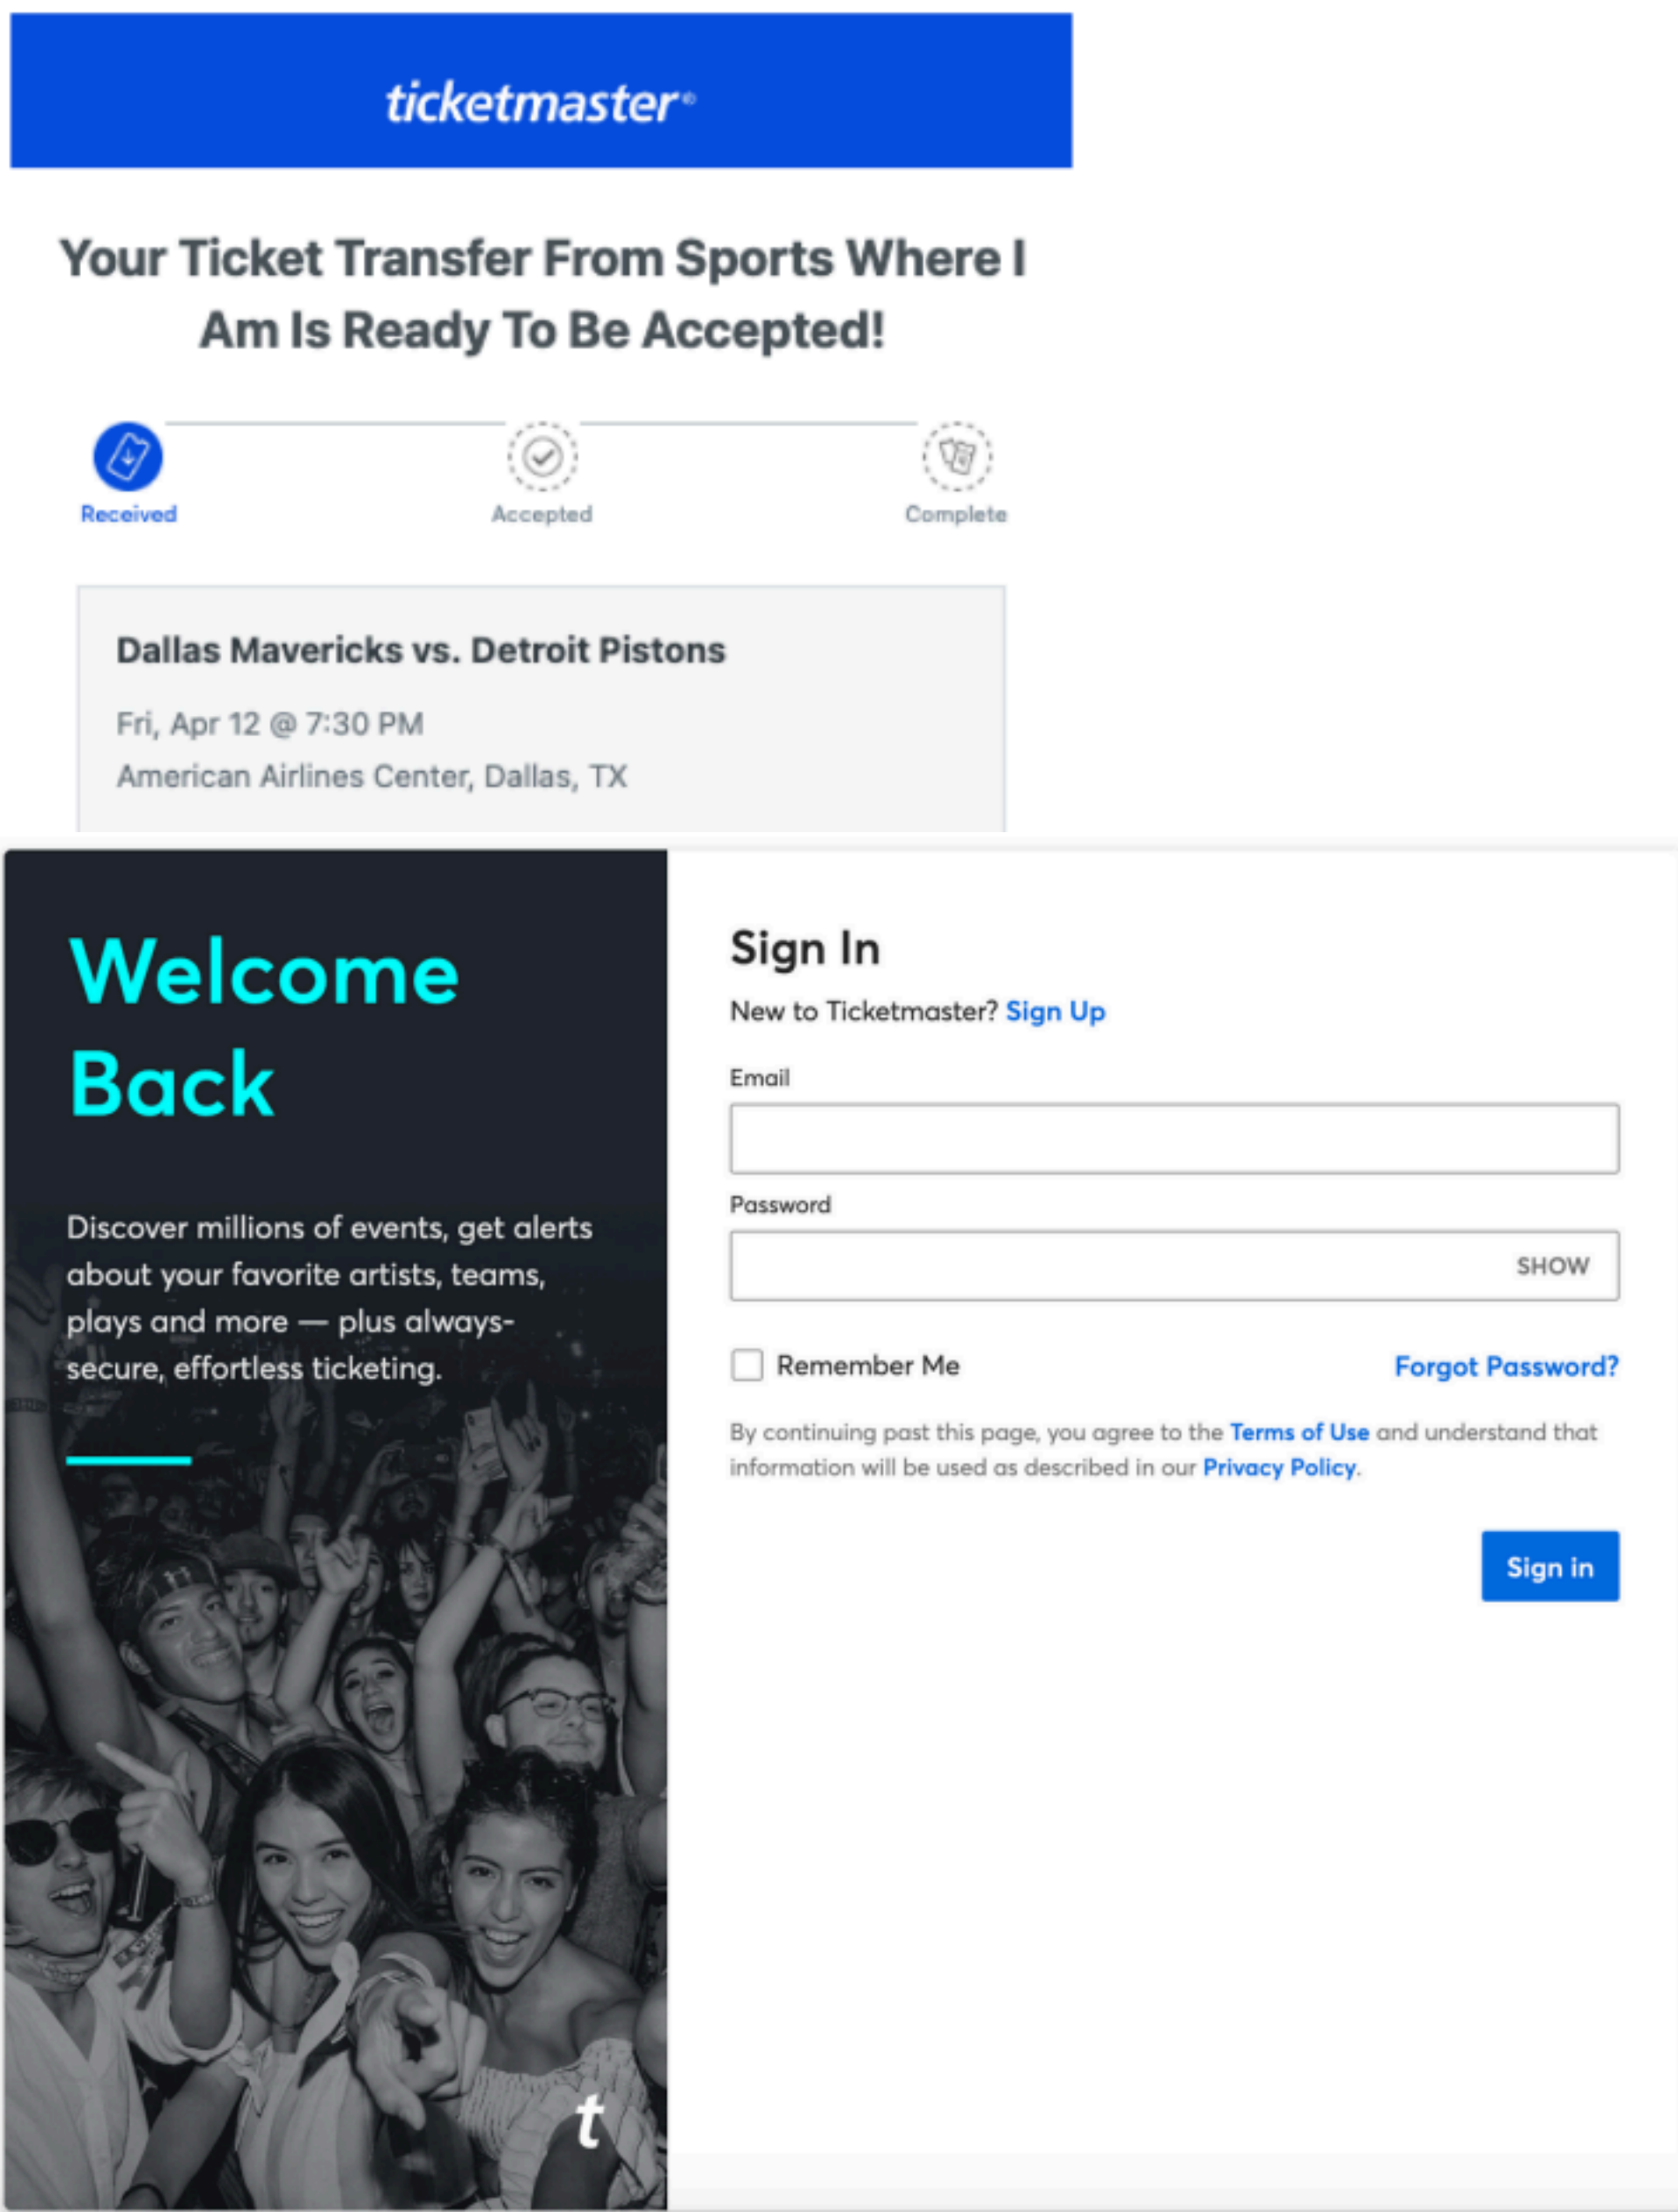 ticketmaster®
Your Ticket Transfer From Sports Where I
Am Is Ready To Be Accepted!
Received
Accepted
Complete
Dallas Mavericks vs. Detroit Pistons
Fri, Apr 12 @ 7:30 PM
American Airlines Center, Dallas, TX
Welcome
Back
Discover millions of events, get alerts
about your favorite artists, teams,
plays and more — plus always-
secure, effortless ticketing.
t
Sign In
New to Ticketmaster? Sign Up
Email
Password
SHOW
Remember Me
Forgot Password?
By continuing past this page, you agree to the Terms of Use and understand that
information will be used as described in our Privacy Policy.
Sign in